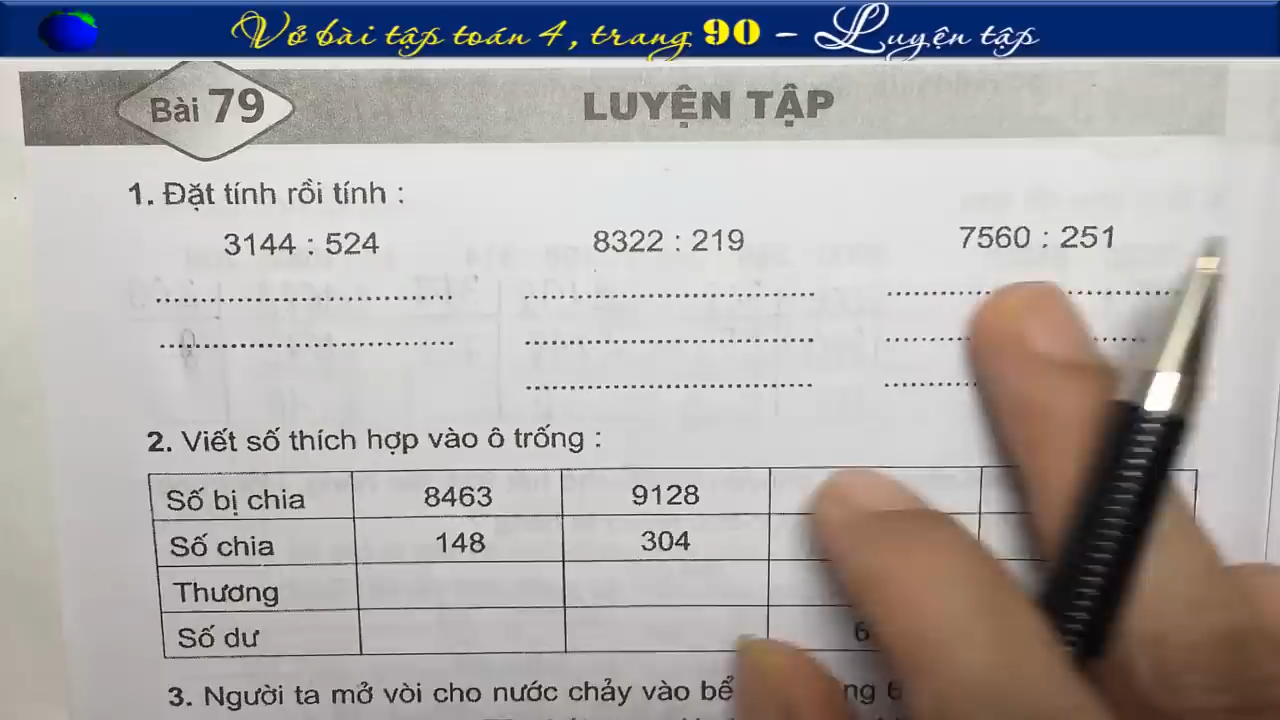 Vở bài tập toán 4, trang 90 – Luyện tập
Bài 79
LUYỆN TẬP
1. Đặt tính rồi tính :
3144 : 524 8322 : 219 7560 : 251
2. Viết số thích hợp vào ô trống :
Số bị chia 8463 9128
Số chia 148 304
Thương
Số dư 6
3. Người ta mở vòi cho nước chảy vào bể